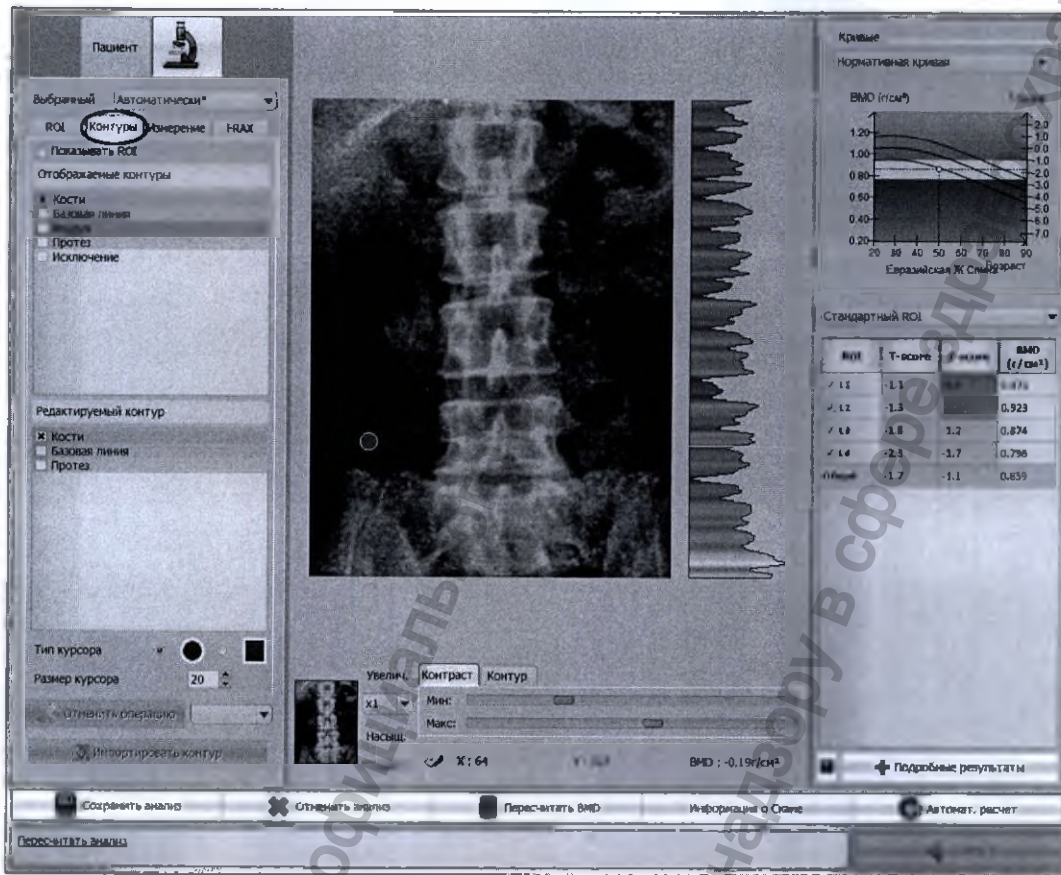 Пациент
Выбранный Автоматически*
ROI Контуры Измерение FRAX
Показывать ROI
Отображаемые контуры
Кости
Базовая линия
Протез
Исключение
Редактируемый контур
Кости
Базовая линия
Протез
Тип курсора
Размер курсора 20
Отменить операцию
Импортировать контур
Увелич.
x1
Насыщ.
Контраст Контур
Мин:
Макс:
X: 64
BMD : -0.19г/см²
Кривые
Нормативная кривая
BMD (г/см²)
1.20
1.00
0.80
0.60
0.40
0.20
2.0
1.0
0.0
-1.0
-2.0
-3.0
-4.0
-5.0
-6.0
-7.0
20 30 40 50 60 70 80 90
Возраст
Евразийская Ж
Стандартный ROI
ROI T-score Z-score BMD (г/см²)
L1 -1.1
L2 -1.3 0.923
L3 -1.8 1.2 0.874
L4 -2.3 -1.7 0.798
Общий -1.7 -1.1 0.859
Подробные результаты
Сохранить анализ Отменить анализ Пересчитать BMD Информация о Скане Автомат. расчет
Пересчитать анализ
надзору в сфере здра